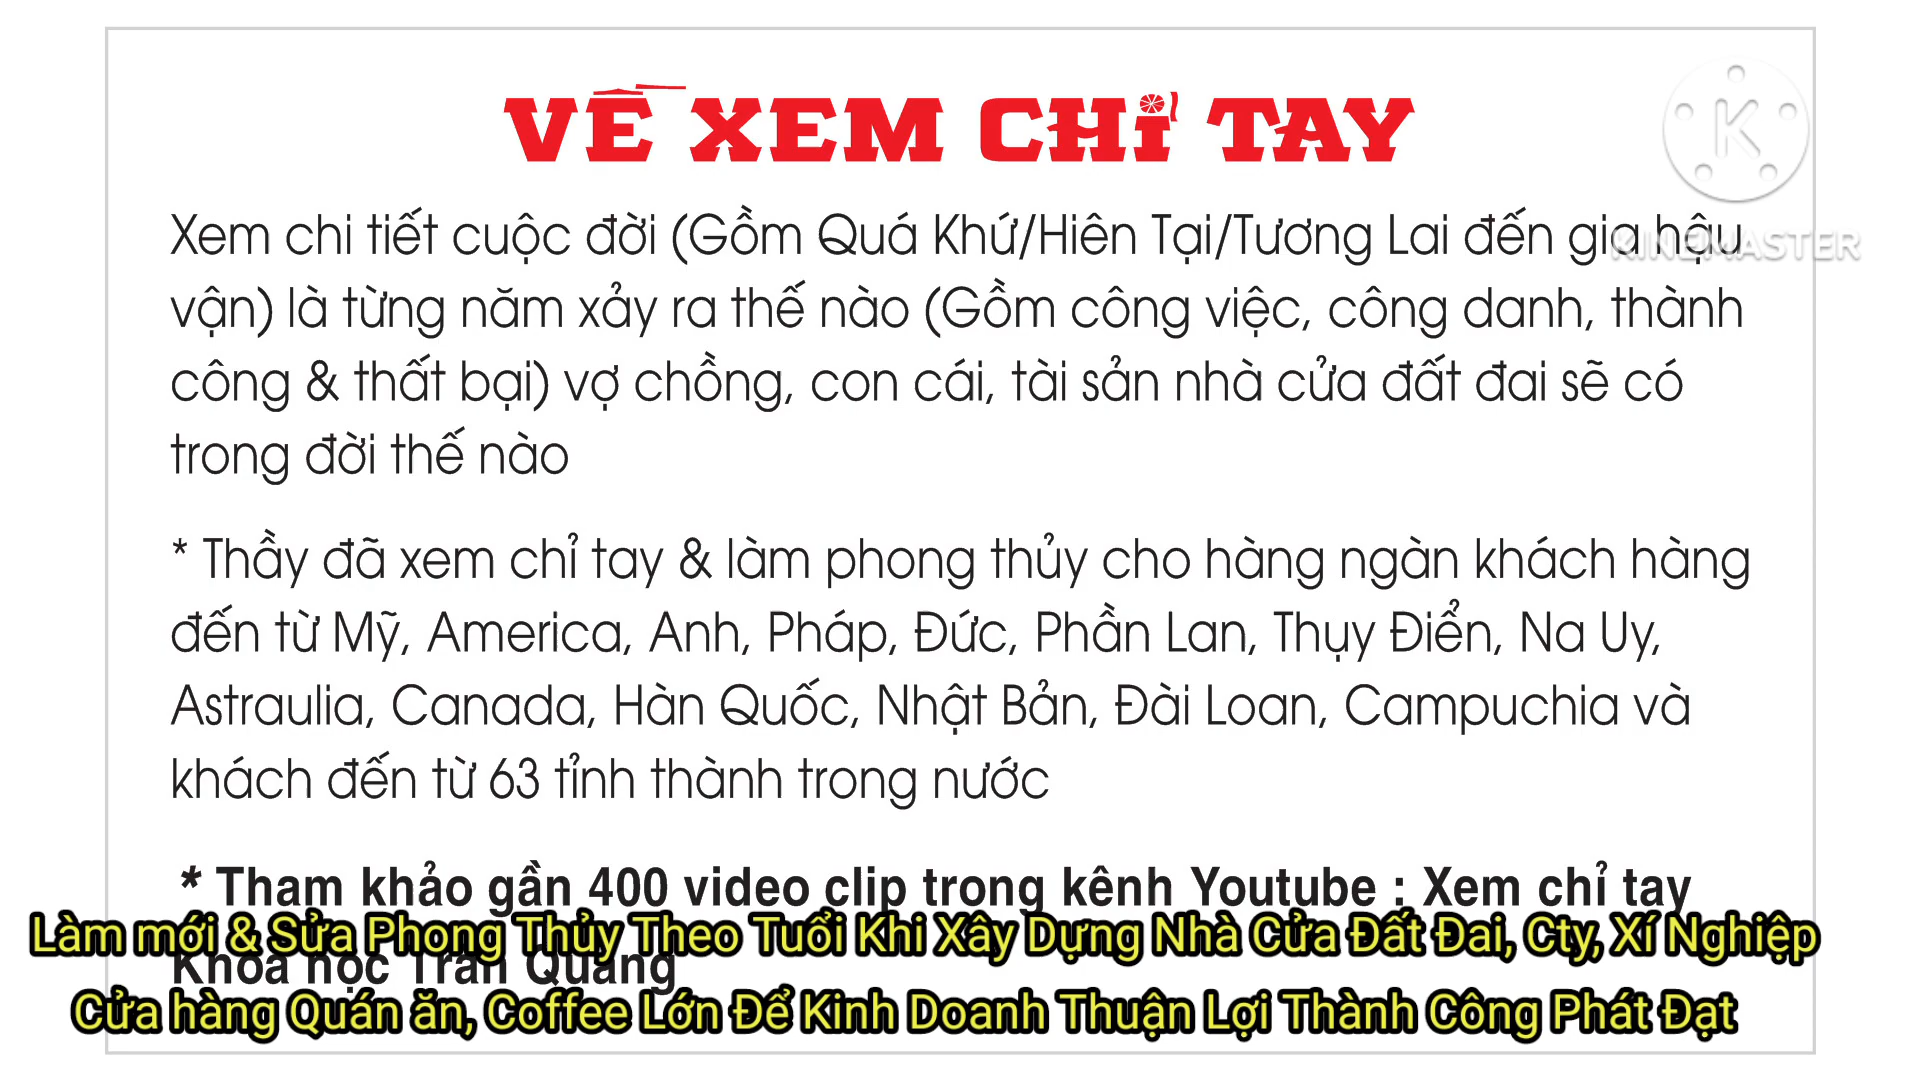 VỀ XEM CHỈ TAY
K
KINEMASTER
Xem chi tiết cuộc đời (Gồm Quá Khứ/Hiên Tại/Tương Lai đến gia hậu
vận) là từng năm xảy ra thế nào (Gồm công việc, công danh, thành
công & thất bại) vợ chồng, con cái, tài sản nhà cửa đất đai sẽ có
trong đời thế nào
* Thầy đã xem chỉ tay & làm phong thủy cho hàng ngàn khách hàng
đến từ Mỹ, America, Anh, Pháp, Đức, Phần Lan, Thụy Điển, Na Uy,
Astraulia, Canada, Hàn Quốc, Nhật Bản, Đài Loan, Campuchia và
khách đến từ 63 tỉnh thành trong nước
* Tham khảo gần 400 video clip trong kênh Youtube : Xem chỉ tay
Làm mới & Sửa Phong Thủy Theo Tuổi Khi Xây Dựng Nhà Cửa Đất Đai, Cty, Xí Nghiệp
Khoa học Trần Quang
Cửa hàng Quán ăn, Coffee Lớn Để Kinh Doanh Thuận Lợi Thành Công Phát Đạt